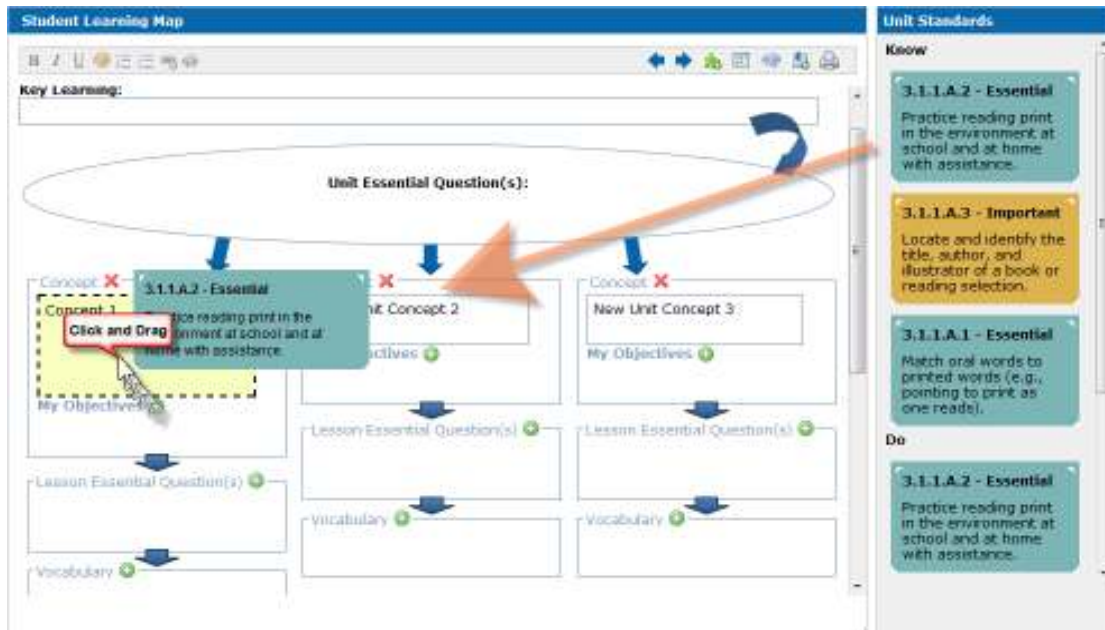 Student Learning Map
B I U
Key Learning:
Unit Essential Question(s):
Concept
Concept 1
Click and Drag
3.1.1.A.2 - Essential
Practice reading print in the
environment at school and at
home with assistance.
My Objectives
Lesson Essential Question(s)
Vocabulary
Unit Concept 2
Objectives
Lesson Essential Question(s)
Vocabulary
Concept
New Unit Concept 3
My Objectives
Lesson Essential Question(s)
Vocabulary
Unit Standards
Know
3.1.1.A.2 - Essential
Practice reading print
in the environment at
school and at home
with assistance.
3.1.1.A.3 - Important
Locate and identify the
title, author, and
illustrator of a book or
reading selection.
3.1.1.A.1 - Essential
Match oral words to
printed words (e.g.,
pointing to print as
one reads).
Do
3.1.1.A.2 - Essential
Practice reading print
in the environment at
school and at home
with assistance.